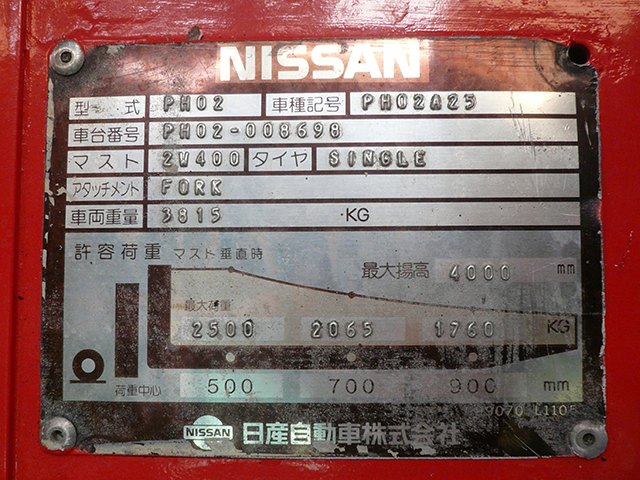 NISSAN
型式 PH02 車種記号 PH02A25
車台番号 PH02-008698
マスト 2W400 タイヤ SINGLE
アタッチメント FORK
車両重量 3815 KG
許容荷重 マスト垂直時
最大揚高 4000 mm
最大荷重
2500 2065 1760 KG
荷重中心 500 700 900 mm
NISSAN 日産自動車株式会社